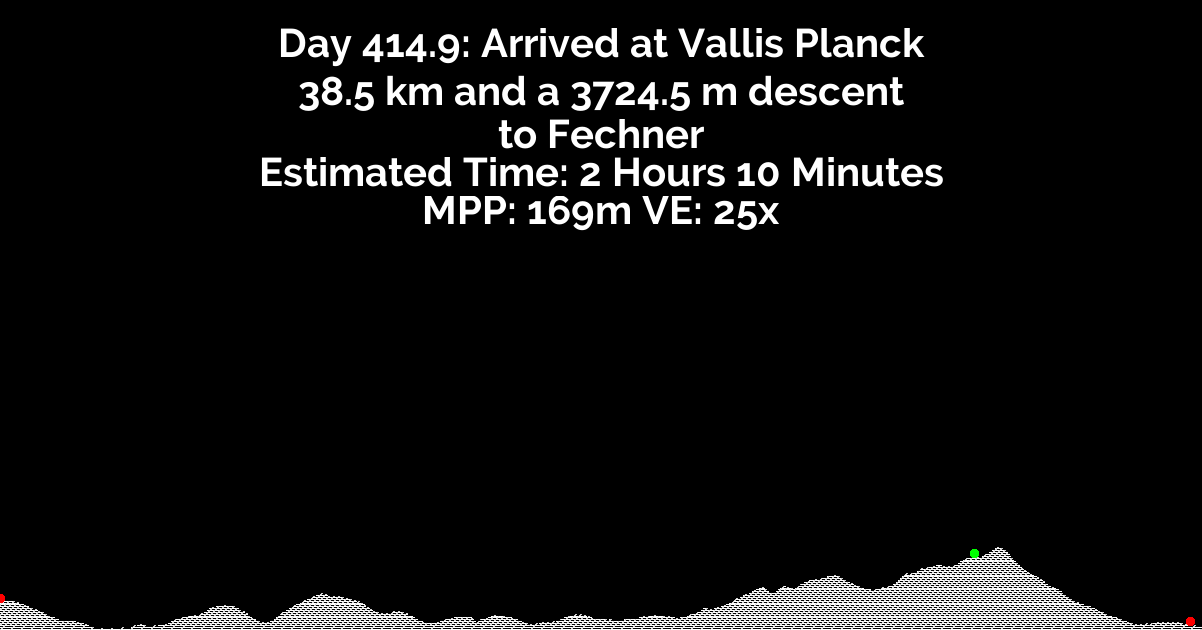 Day 414.9: Arrived at Vallis Planck
38.5 km and a 3724.5 m descent
to Fechner
Estimated Time: 2 Hours 10 Minutes
MPP: 169m VE: 25x